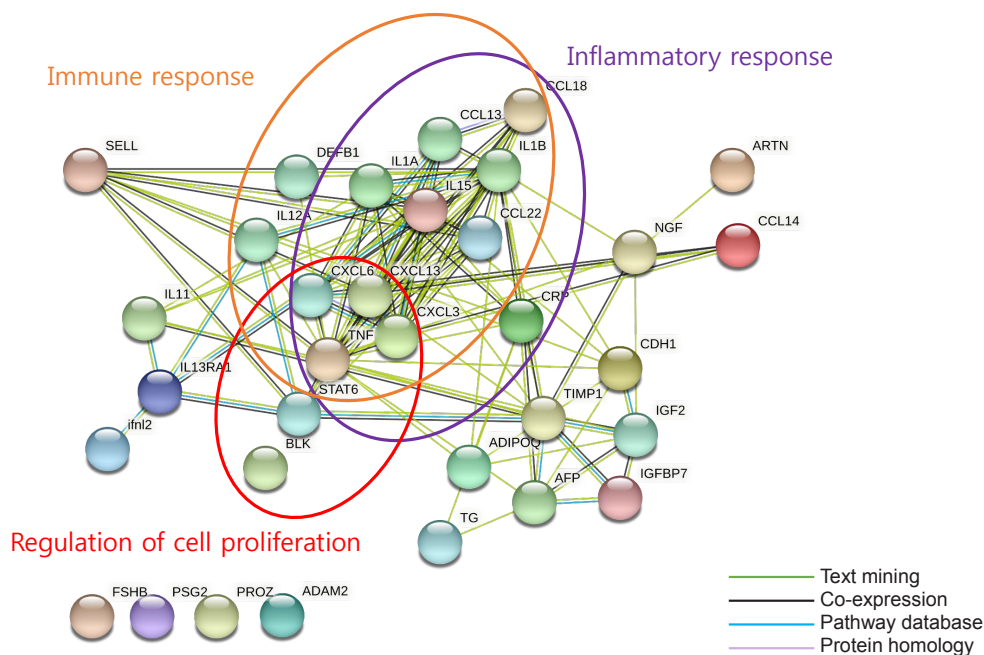 Immune response
Inflammatory response
CCL18
CCL13
SELL
DEFB1
IL1A
IL1B
ARTN
IL15
IL12A
CCL22
NGF
CCL14
CXCL6
CXCL13
IL11
CRP
CXCL3
TNF
CDH1
IL13RA1
STAT6
TIMP1
IGF2
ifnl2
BLK
ADIPOQ
AFP
IGFBP7
TG
Regulation of cell proliferation
FSHB
PSG2
PROZ
ADAM2
Text mining
Co-expression
Pathway database
Protein homology